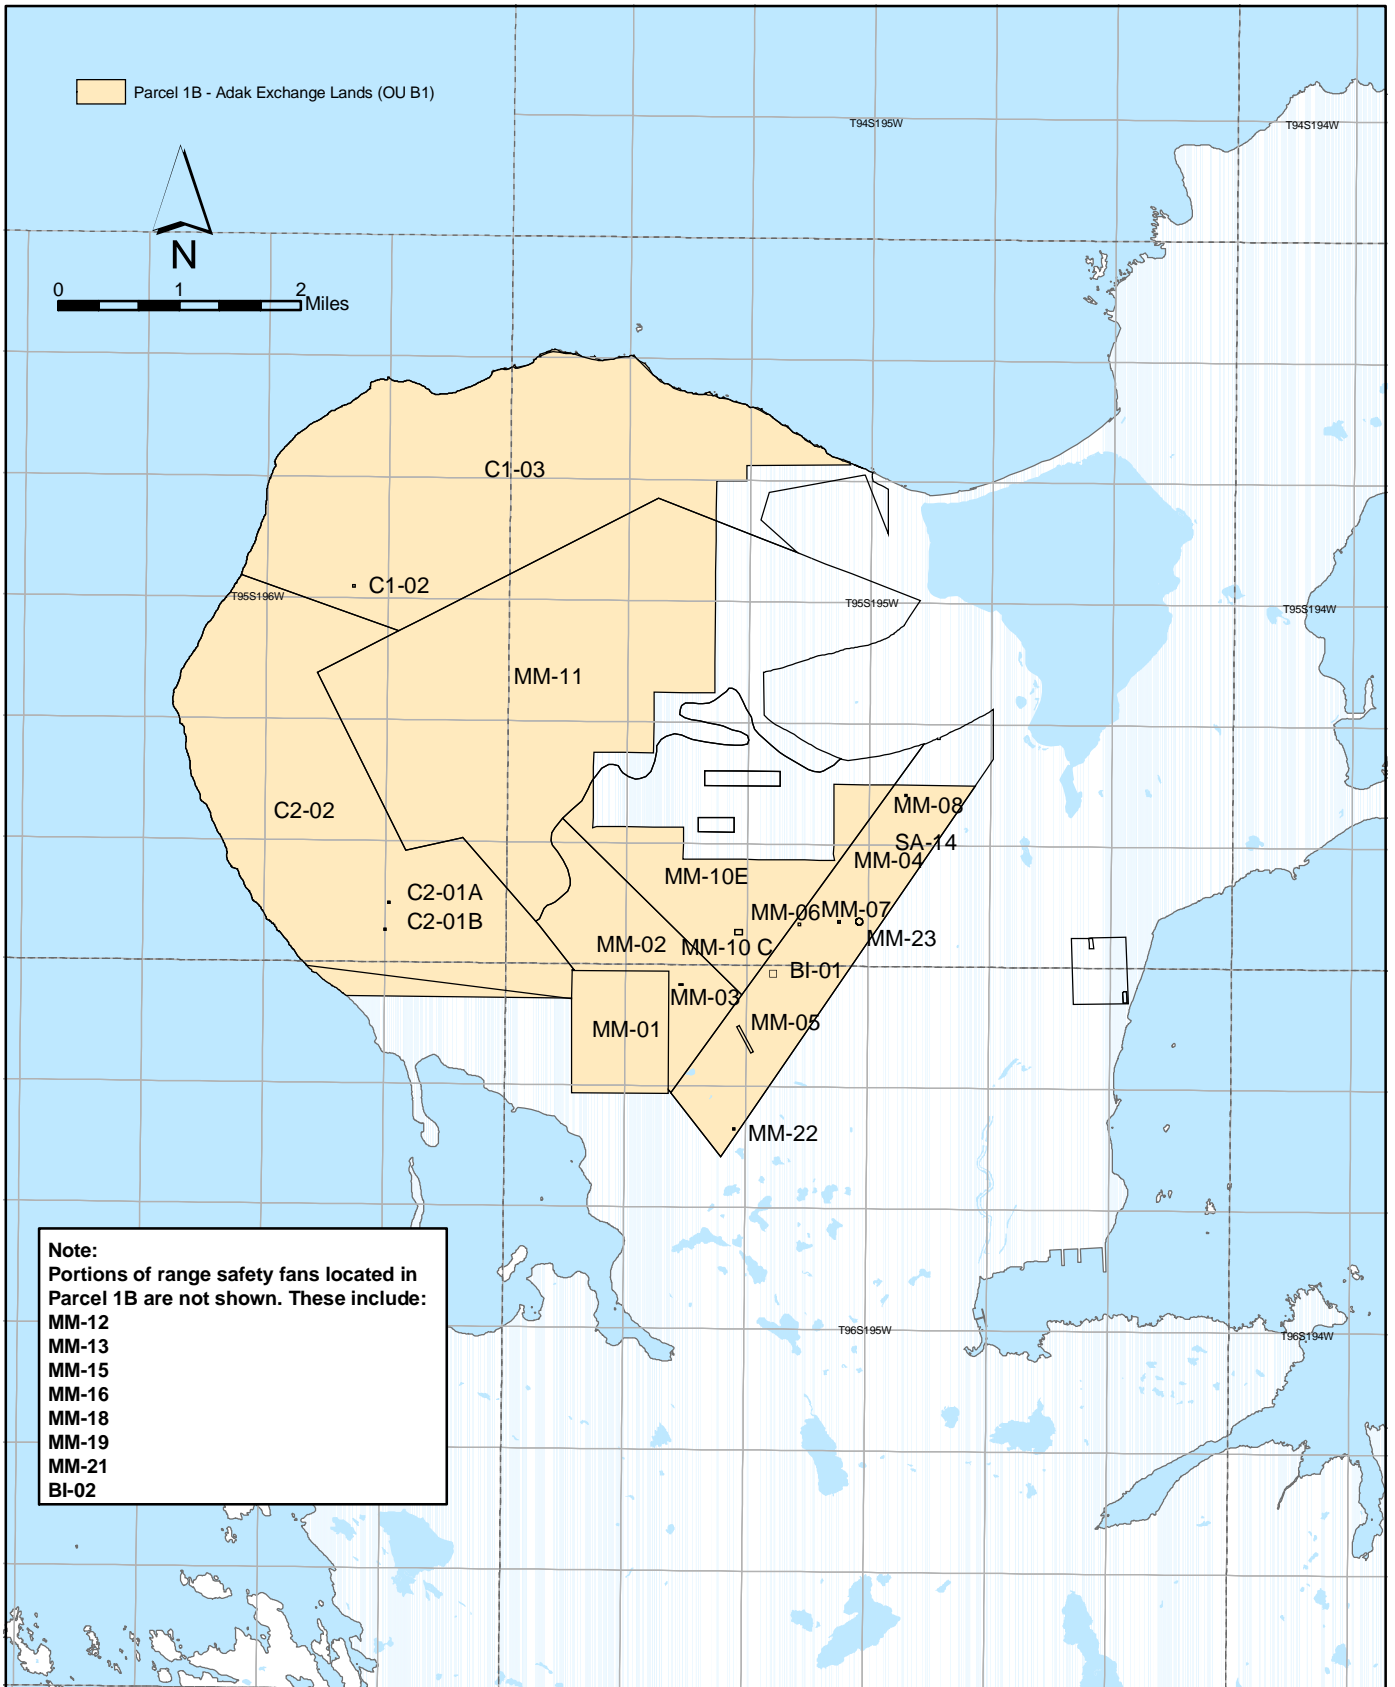 Parcel 1B - Adak Exchange Lands (OU B1)
T94S195W
T94S194W
N
0 1 2
Miles
C1-03
C1-02
T95S196W
T95S195W
T95S194W
MM-11
C2-02
MM-08
SA-14
MM-04
MM-10E
C2-01A
C2-01B
MM-06
MM-07
MM-02
MM-10 C
MM-23
BI-01
MM-03
MM-01
MM-05
MM-22
Note:
Portions of range safety fans located in
Parcel 1B are not shown. These include:
MM-12
MM-13
MM-15
MM-16
MM-18
MM-19
MM-21
BI-02
T96S195W
T96S194W